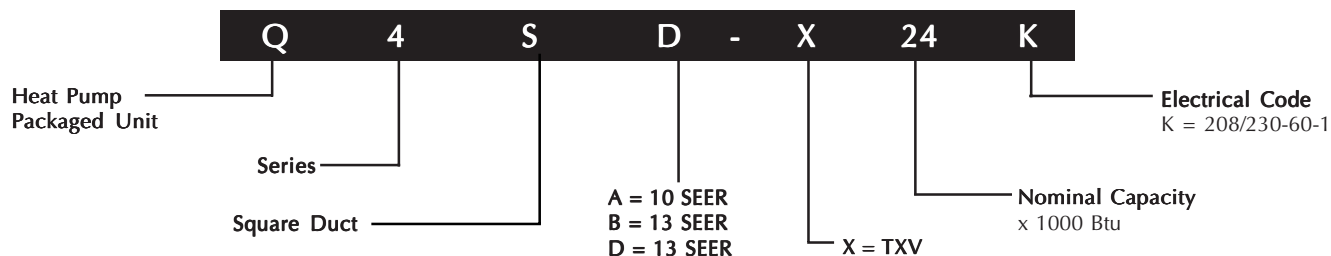 Q 4 S D - X 24 K
Heat Pump
Packaged Unit
Series
Square Duct
A = 10 SEER
B = 13 SEER
D = 13 SEER
X = TXV
Nominal Capacity
x 1000 Btu
Electrical Code
K = 208/230-60-1